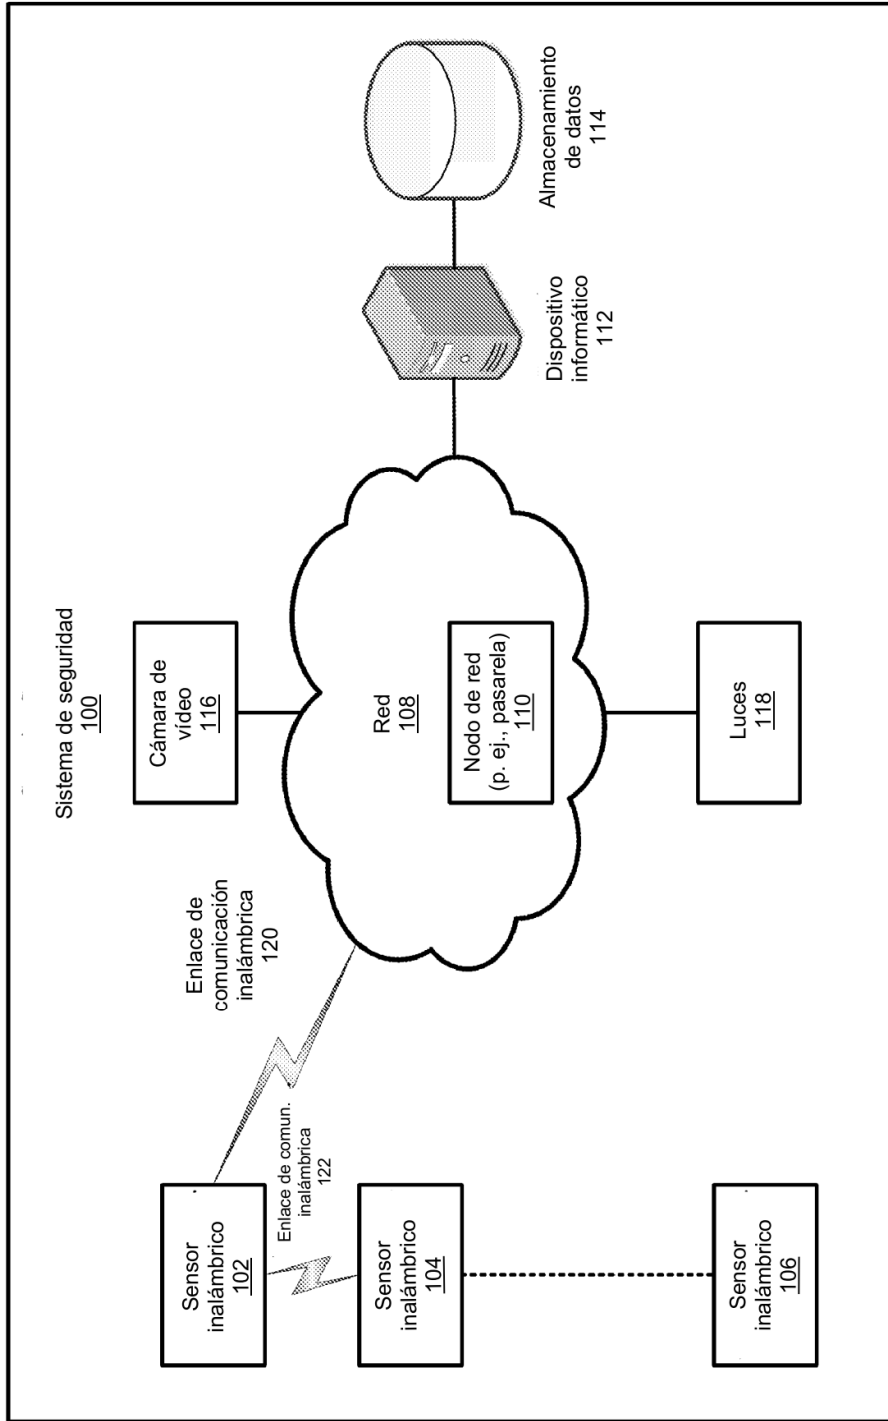 Sistema de seguridad
100
Cámara de
vídeo
116
Enlace de
comunicación
inalámbrica
120
Sensor
inalámbrico
102
Enlace de comun.
inalámbrica
122
Sensor
inalámbrico
104
Sensor
inalámbrico
106
Red
108
Nodo de red
(p. ej., pasarela)
110
Luces
118
Dispositivo
informático
112
Almacenamiento
de datos
114